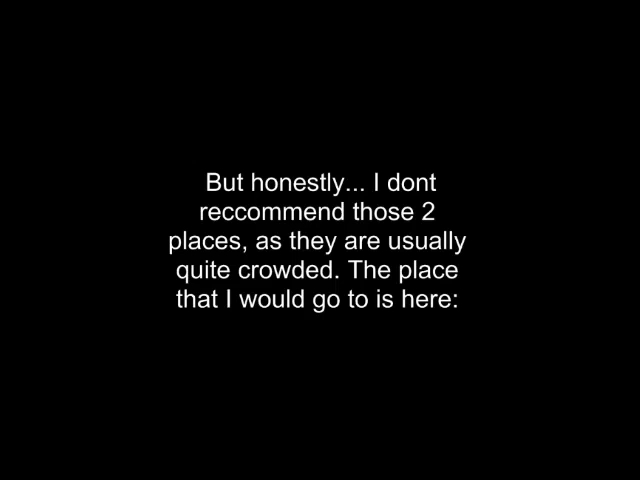 But honestly... I dont
reccommend those 2
places, as they are usually
quite crowded. The place
that I would go to is here: